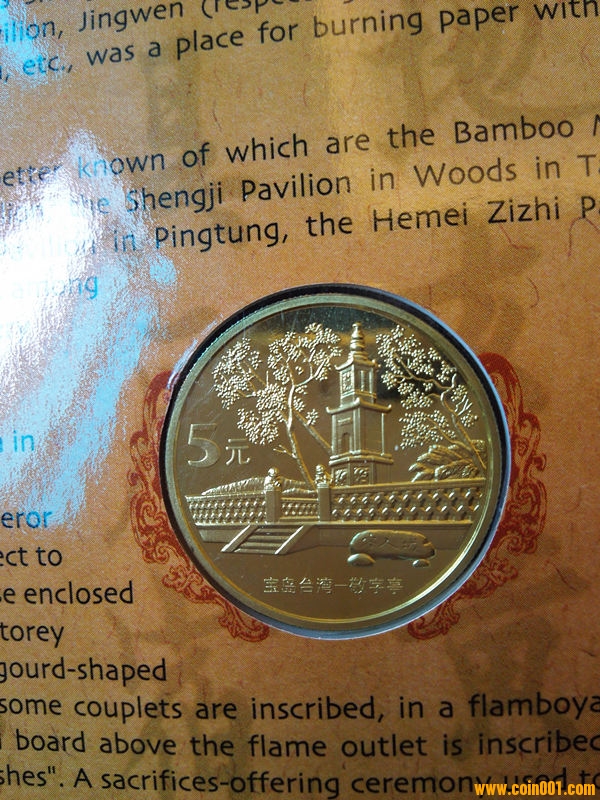 ilion, Jingwen
, etc., was a place for burning paper with
known of which are the Bamboo
Shengji Pavilion in Woods in
in Pingtung, the Hemei Zizhi
among
in
5元
eror
ect to
se enclosed
torey
宝岛台湾—敬字亭
gourd-shaped
some couplets are inscribed, in a flamboya
board above the flame outlet is inscribed
shes". A sacrifices-offering ceremony used to
www.coin001.com